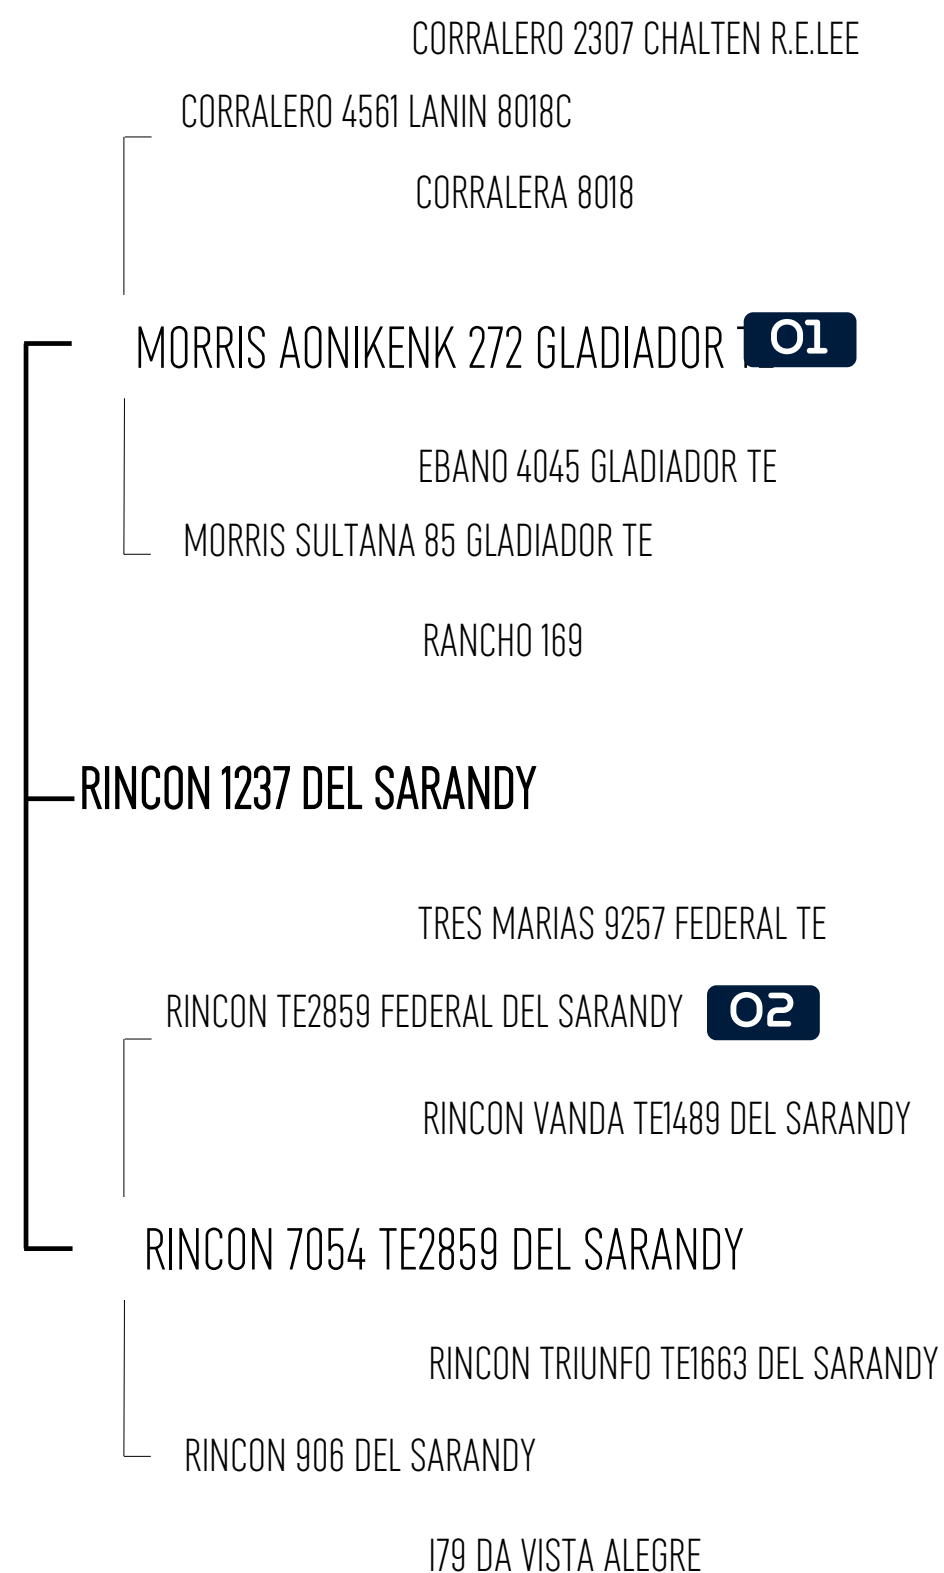 CORRALERO 2307 CHALTEN R.E.LEE
CORRALERO 4561 LANIN 8018C
CORRALERA 8018
MORRIS AONIKENK 272 GLADIADOR 01
EBANO 4045 GLADIADOR TE
MORRIS SULTANA 85 GLADIADOR TE
RANCHO 169
RINCON 1237 DEL SARANDY
TRES MARIAS 9257 FEDERAL TE
RINCON TE2859 FEDERAL DEL SARANDY 02
RINCON VANDA TE1489 DEL SARANDY
RINCON 7054 TE2859 DEL SARANDY
RINCON TRIUNFO TE1663 DEL SARANDY
RINCON 906 DEL SARANDY
I79 DA VISTA ALEGRE